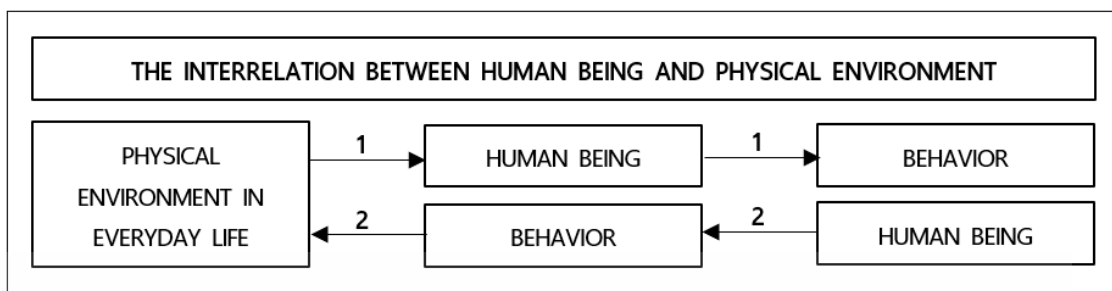 THE INTERRELATION BETWEEN HUMAN BEING AND PHYSICAL ENVIRONMENT
PHYSICAL
ENVIRONMENT IN
EVERYDAY LIFE
1
HUMAN BEING
1
BEHAVIOR
2
BEHAVIOR
2
HUMAN BEING